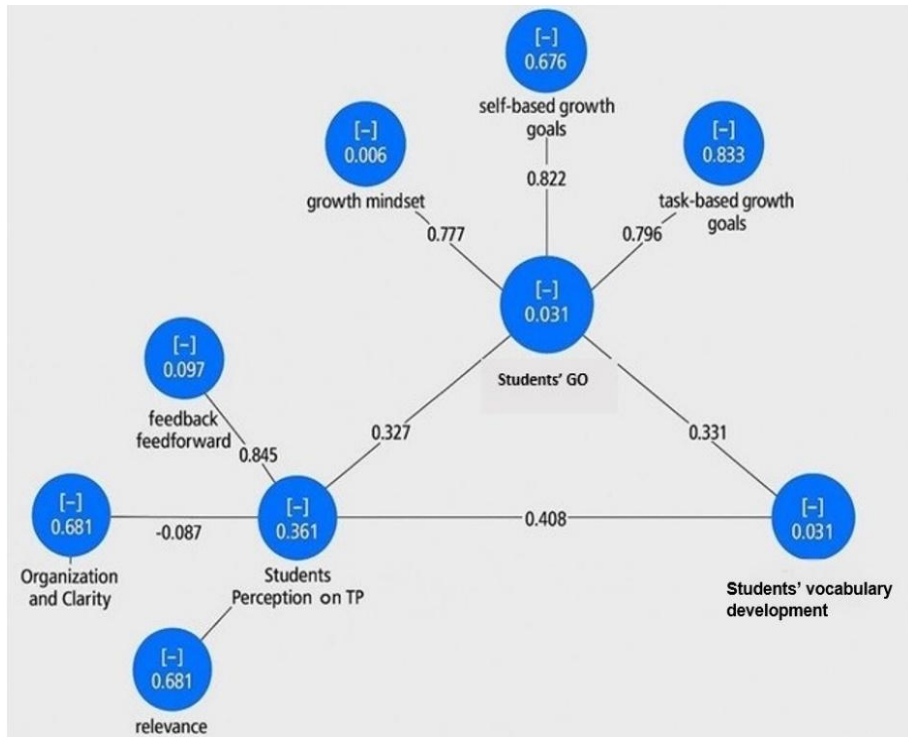 [–]
0.676
self-based growth
goals
[–]
0.006
growth mindset
[–]
0.833
task-based growth
goals
0.822
0.777
0.796
[–]
0.031
Students' GO
[–]
0.097
feedback
feedforward
0.845
0.327
0.331
[–]
0.681
Organization
and Clarity
-0.087
[–]
0.361
Students
Perception on TP
0.408
[–]
0.031
Students' vocabulary
development
[–]
0.681
relevance